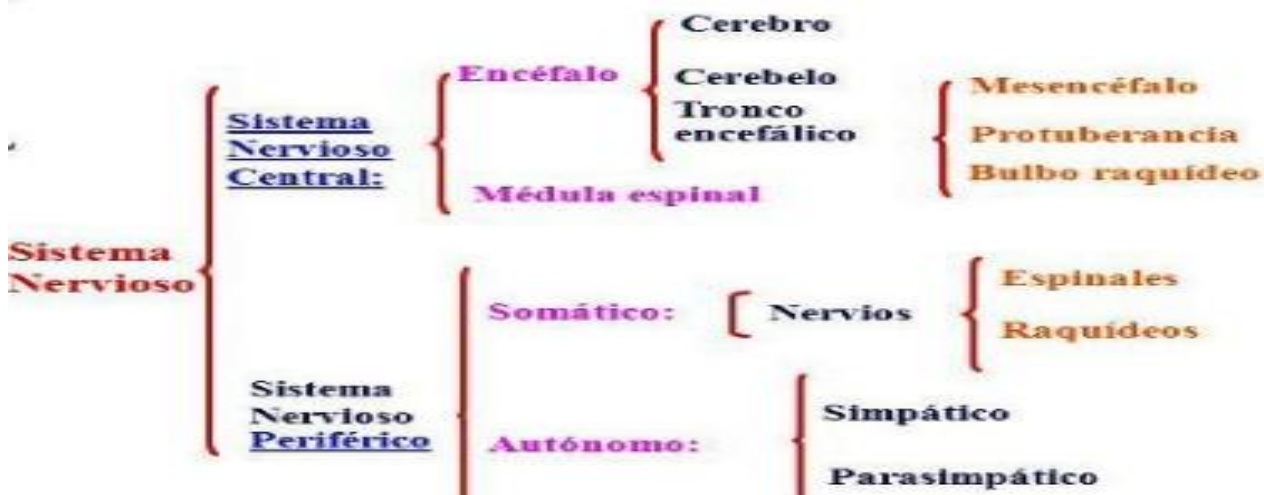 Sistema
Nervioso
Sistema
Nervioso
Central:
Encéfalo
Cerebro
Cerebelo
Tronco
encefálico
Mesencéfalo
Protuberancia
Bulbo raquídeo
Médula espinal
Sistema
Nervioso
Periférico
Somático:
Nervios
Espinales
Raquídeos
Autónomo:
Simpático
Parasimpático